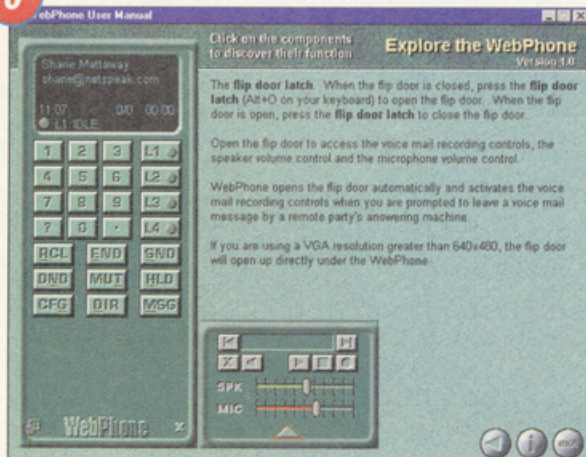 WebPhone User Manual
Click on the components
to discover their function
Explore the WebPhone
Version 1.0
Shane Mattaway
shane@netspeak.com
11:07 0/0 00:00
L1 IDLE
1 2 3 L1
4 5 6 L2
7 8 9 L3
? 0 · L4
RCL END SND
DND MUT HLD
CFG DIR MSG
WebPhone x
The flip door latch. When the flip door is closed, press the flip door
latch (Alt+O on your keyboard) to open the flip door. When the flip
door is open, press the flip door latch to close the flip door.
Open the flip door to access the voice mail recording controls, the
speaker volume control and the microphone volume control.
WebPhone opens the flip door automatically and activates the voice
mail recording controls when you are prompted to leave a voice mail
message by a remote party's answering machine.
If you are using a VGA resolution greater than 640x480, the flip door
will open up directly under the WebPhone.
X
SPK
MIC
i
EXIT